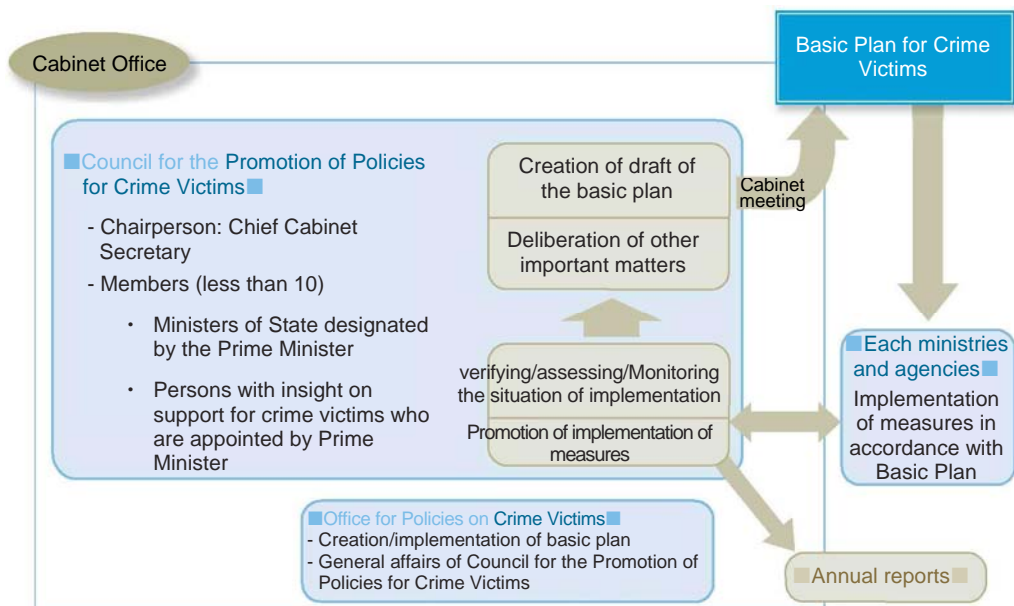 Cabinet Office
Basic Plan for Crime
Victims
■Council for the Promotion of Policies
for Crime Victims■
- Chairperson: Chief Cabinet
Secretary
- Members (less than 10)
・ Ministers of State designated
by the Prime Minister
・ Persons with insight on
support for crime victims who
are appointed by Prime
Minister
Creation of draft of
the basic plan
Deliberation of other
important matters
Cabinet
meeting
verifying/assessing/Monitoring
the situation of implementation
Promotion of implementation of
measures
■Each ministries
and agencies■
Implementation
of measures in
accordance with
Basic Plan
■Office for Policies on Crime Victims■
- Creation/implementation of basic plan
- General affairs of Council for the Promotion of
Policies for Crime Victims
■Annual reports■